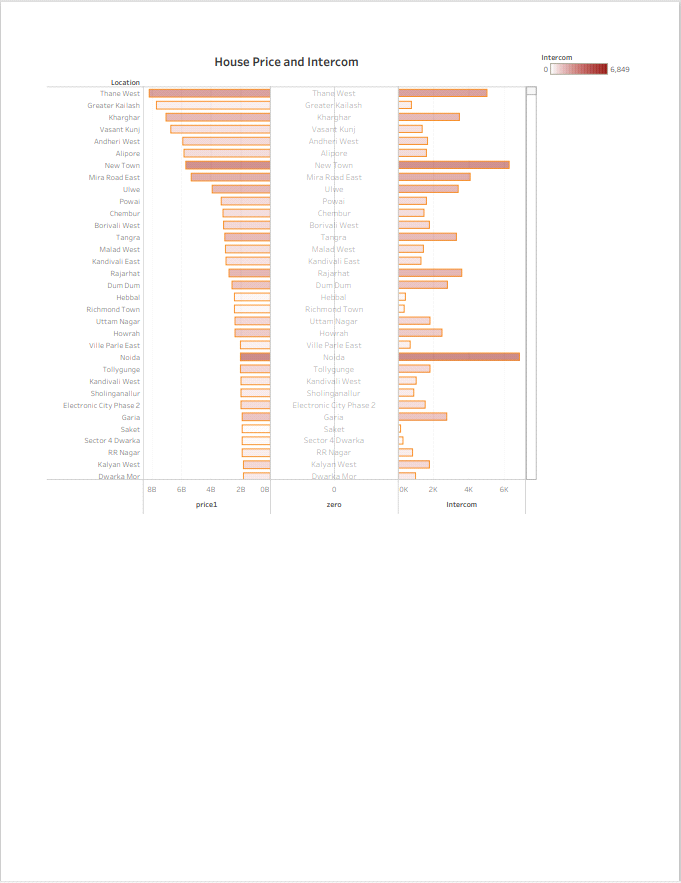 House Price and Intercom
Intercom
0 6,849
Location
Thane West Thane West
Greater Kailash Greater Kailash
Kharghar Kharghar
Vasant Kunj Vasant Kunj
Andheri West Andheri West
Alipore Alipore
New Town New Town
Mira Road East Mira Road East
Ulwe Ulwe
Powai Powai
Chembur Chembur
Borivali West Borivali West
Tangra Tangra
Malad West Malad West
Kandivali East Kandivali East
Rajarhat Rajarhat
Dum Dum Dum Dum
Hebbal Hebbal
Richmond Town Richmond Town
Uttam Nagar Uttam Nagar
Howrah Howrah
Ville Parle East Ville Parle East
Noida Noida
Tollygunge Tollygunge
Kandivali West Kandivali West
Sholinganallur Sholinganallur
Electronic City Phase 2 Electronic City Phase 2
Garia Garia
Saket Saket
Sector 4 Dwarka Sector 4 Dwarka
RR Nagar RR Nagar
Kalyan West Kalyan West
Dwarka Mor Dwarka Mor
8B 6B 4B 2B 0B 0 0K 2K 4K 6K
price1 zero Intercom